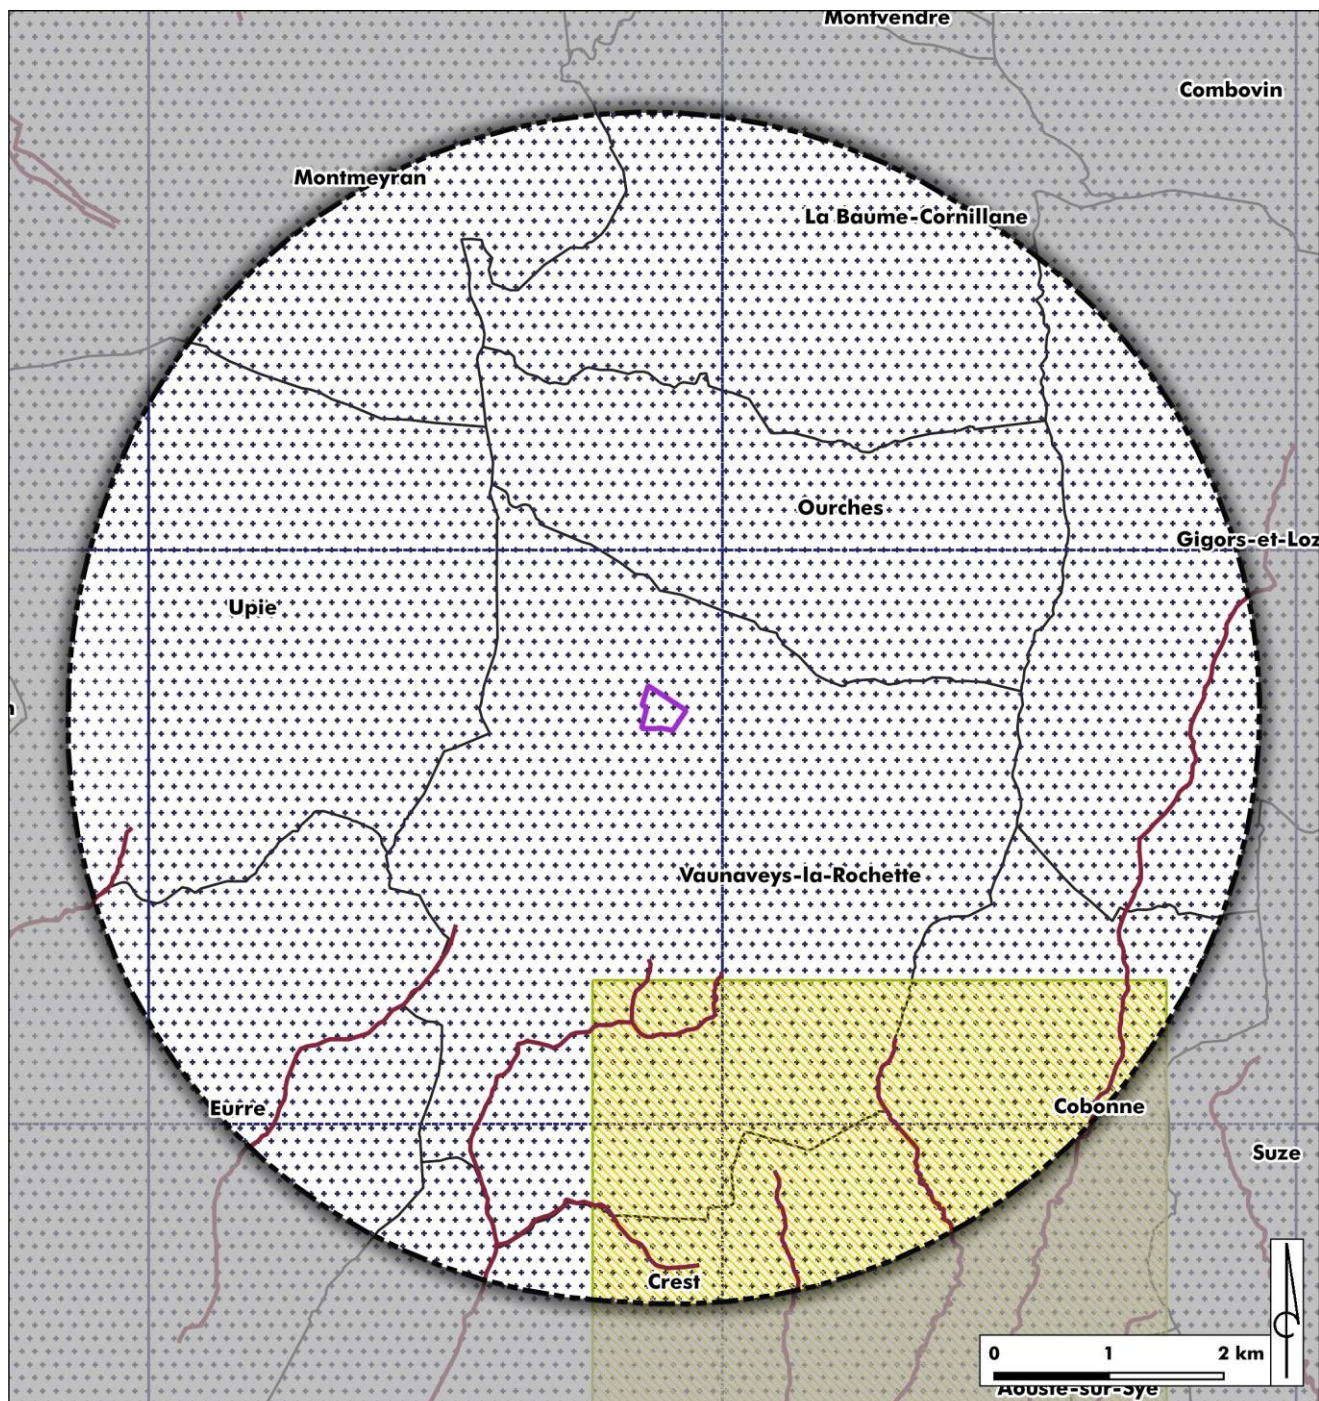 Montvendre
Combovin
Montmeyran
La Baume-Cornillane
Ourches
Gigors-et-Loz
Upie
Vaunaveys-la-Rochette
Eurre
Cobonne
Suze
Crest
0 1 2 km
Aouste-sur-Sye